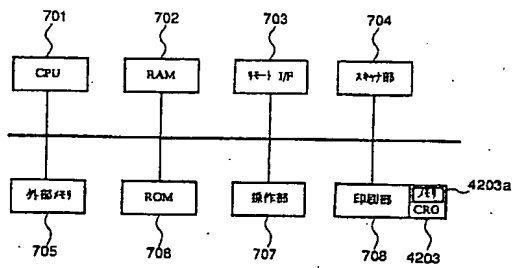 701
702
703
704
CPU
RAM
リモート I/F
スキャナ部
外部メモリ
ROM
操作部
印刷部
メモリ
CRG
4203a
705
706
707
708
4203